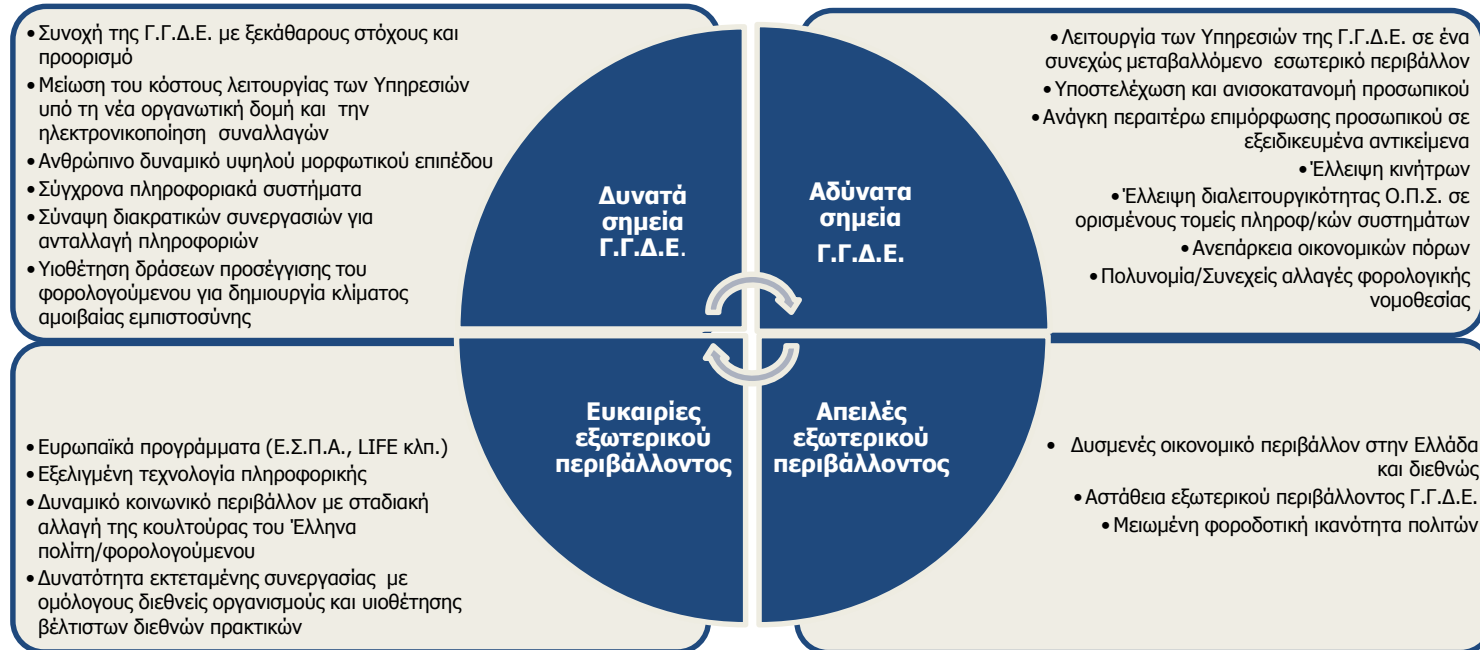 •Συνοχή της Γ.Γ.Δ.Ε. με ξεκάθαρους στόχους και
προορισμό
•Μείωση του κόστους λειτουργίας των Υπηρεσιών
υπό τη νέα οργανωτική δομή και την
ηλεκτρονικοποίηση συναλλαγών
•Ανθρώπινο δυναμικό υψηλού μορφωτικού επιπέδου
•Σύγχρονα πληροφοριακά συστήματα
•Σύναψη διακρατικών συνεργασιών για
ανταλλαγή πληροφοριών
•Υιοθέτηση δράσεων προσέγγισης του
φορολογούμενου για δημιουργία κλίματος
αμοιβαίας εμπιστοσύνης
Δυνατά
σημεία
Γ.Γ.Δ.Ε.
Αδύνατα
σημεία
Γ.Γ.Δ.Ε.
•Λειτουργία των Υπηρεσιών της Γ.Γ.Δ.Ε. σε ένα
συνεχώς μεταβαλλόμενο εσωτερικό περιβάλλον
•Υποστελέχωση και ανισοκατανομή προσωπικού
•Ανάγκη περαιτέρω επιμόρφωσης προσωπικού σε
εξειδικευμένα αντικείμενα
•Έλλειψη κινήτρων
•Έλλειψη διαλειτουργικότητας Ο.Π.Σ. σε
ορισμένους τομείς πληροφ/κών συστημάτων
•Ανεπάρκεια οικονομικών πόρων
•Πολυνομία/Συνεχείς αλλαγές φορολογικής
νομοθεσίας
•Ευρωπαϊκά προγράμματα (Ε.Σ.Π.Α., LIFE κλπ.)
•Εξελιγμένη τεχνολογία πληροφορικής
•Δυναμικό κοινωνικό περιβάλλον με σταδιακή
αλλαγή της κουλτούρας του Έλληνα
πολίτη/φορολογούμενου
•Δυνατότητα εκτεταμένης συνεργασίας με
ομόλογους διεθνείς οργανισμούς και υιοθέτησης
βέλτιστων διεθνών πρακτικών
Ευκαιρίες
εξωτερικού
περιβάλλοντος
Απειλές
εξωτερικού
περιβάλλοντος
• Δυσμενές οικονομικό περιβάλλον στην Ελλάδα
και διεθνώς
•Αστάθεια εξωτερικού περιβάλλοντος Γ.Γ.Δ.Ε.
•Μειωμένη φοροδοτική ικανότητα πολιτών